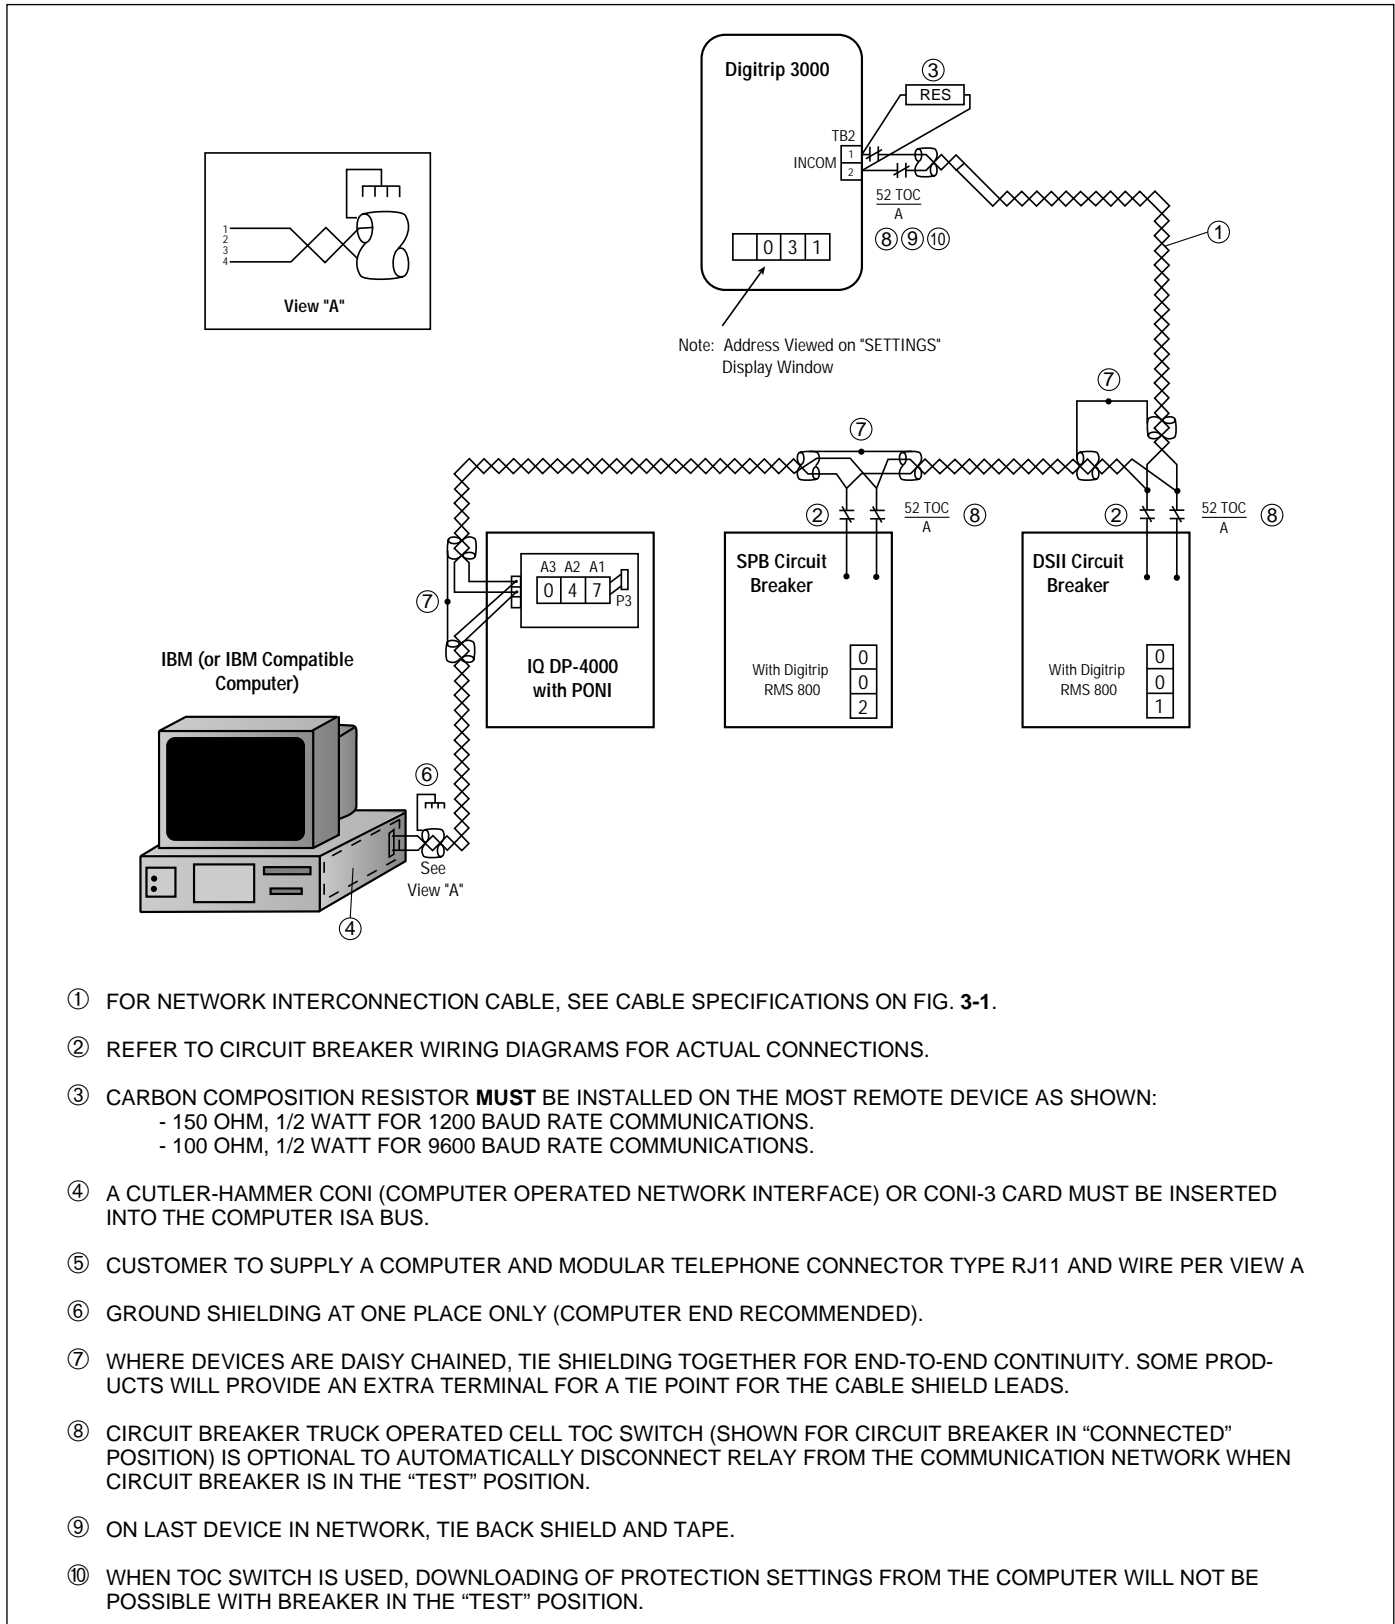 Digitrip 3000
③
RES
TB2
1
INCOM
2
52 TOC
A
⑧ ⑨ ⑩
0 3 1
①
1
2
3
4
View "A"
Note: Address Viewed on "SETTINGS"
Display Window
⑦
⑦
② 52 TOC ⑧
A
② 52 TOC ⑧
A
A3 A2 A1
0 4 7
P3
⑦
IQ DP-4000
with PONI
SPB Circuit
Breaker
With Digitrip
RMS 800
0
0
2
DSII Circuit
Breaker
With Digitrip
RMS 800
0
0
1
IBM (or IBM Compatible
Computer)
⑥
See
View "A"
④
① FOR NETWORK INTERCONNECTION CABLE, SEE CABLE SPECIFICATIONS ON FIG. 3-1.
② REFER TO CIRCUIT BREAKER WIRING DIAGRAMS FOR ACTUAL CONNECTIONS.
③ CARBON COMPOSITION RESISTOR MUST BE INSTALLED ON THE MOST REMOTE DEVICE AS SHOWN:
- 150 OHM, 1/2 WATT FOR 1200 BAUD RATE COMMUNICATIONS.
- 100 OHM, 1/2 WATT FOR 9600 BAUD RATE COMMUNICATIONS.
④ A CUTLER-HAMMER CONI (COMPUTER OPERATED NETWORK INTERFACE) OR CONI-3 CARD MUST BE INSERTED
INTO THE COMPUTER ISA BUS.
⑤ CUSTOMER TO SUPPLY A COMPUTER AND MODULAR TELEPHONE CONNECTOR TYPE RJ11 AND WIRE PER VIEW A
⑥ GROUND SHIELDING AT ONE PLACE ONLY (COMPUTER END RECOMMENDED).
⑦ WHERE DEVICES ARE DAISY CHAINED, TIE SHIELDING TOGETHER FOR END-TO-END CONTINUITY. SOME PROD-
UCTS WILL PROVIDE AN EXTRA TERMINAL FOR A TIE POINT FOR THE CABLE SHIELD LEADS.
⑧ CIRCUIT BREAKER TRUCK OPERATED CELL TOC SWITCH (SHOWN FOR CIRCUIT BREAKER IN “CONNECTED”
POSITION) IS OPTIONAL TO AUTOMATICALLY DISCONNECT RELAY FROM THE COMMUNICATION NETWORK WHEN
CIRCUIT BREAKER IS IN THE “TEST” POSITION.
⑨ ON LAST DEVICE IN NETWORK, TIE BACK SHIELD AND TAPE.
⑩ WHEN TOC SWITCH IS USED, DOWNLOADING OF PROTECTION SETTINGS FROM THE COMPUTER WILL NOT BE
POSSIBLE WITH BREAKER IN THE “TEST” POSITION.